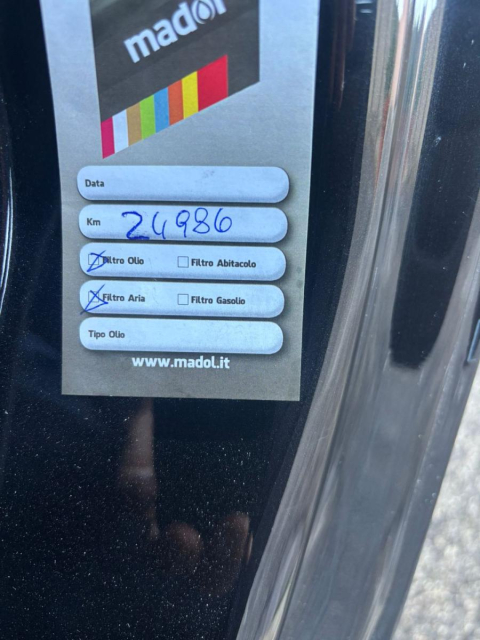 madol
Data
Km 24986
Filtro Olio Filtro Abitacolo
Filtro Aria Filtro Gasolio
Tipo Olio
www.madol.it